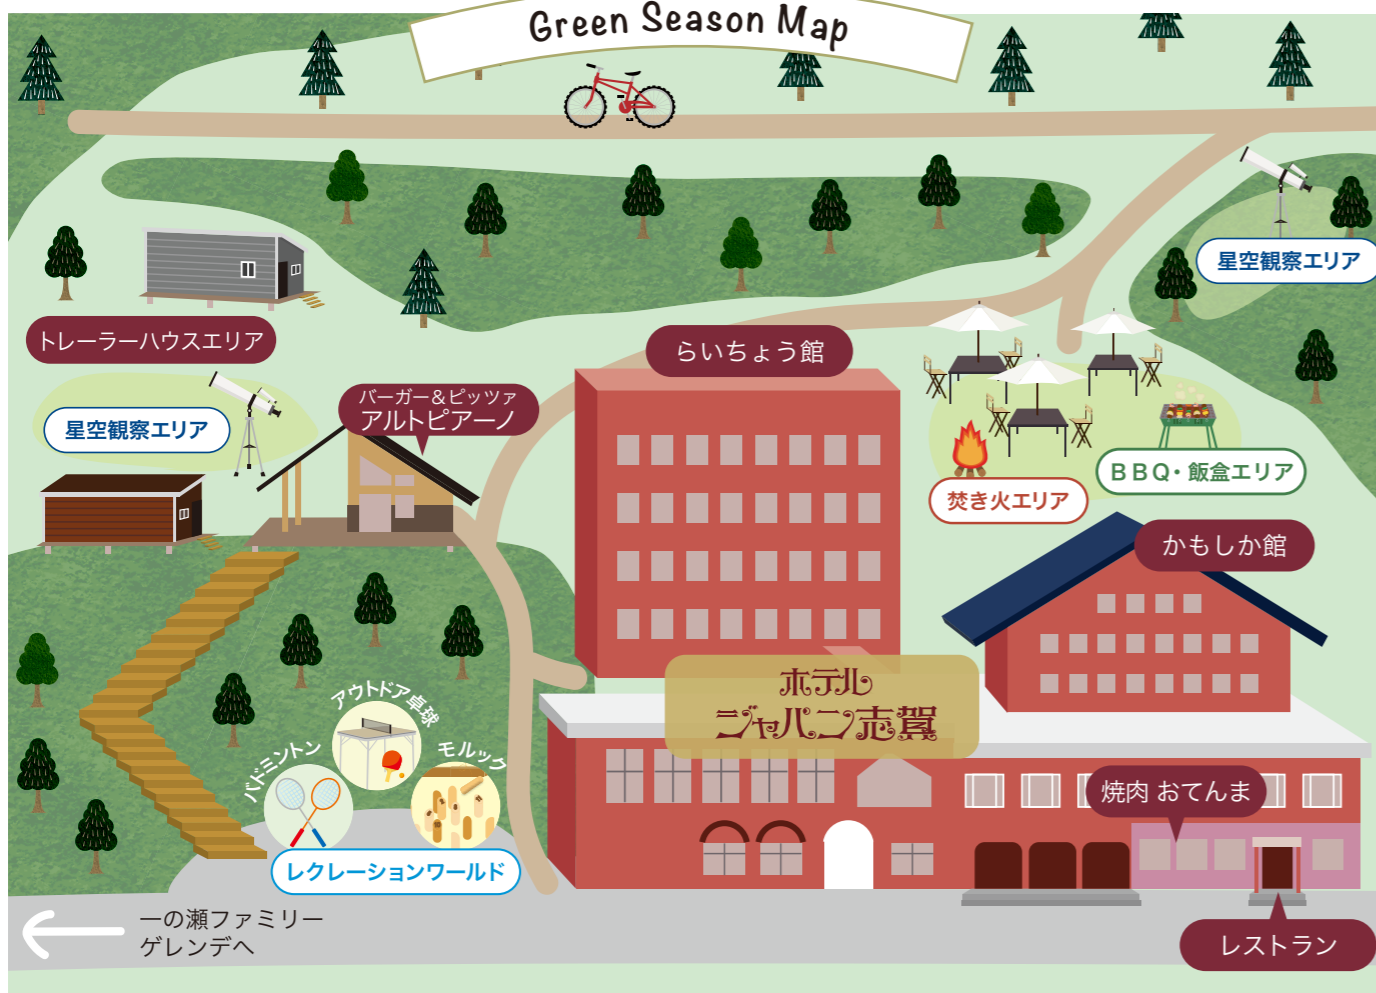 Green Season Map
星空観察エリア
トレーラーハウスエリア
らいちょう館
バーガー＆ピッツァ
アルトピアーノ
星空観察エリア
BBQ・飯盒エリア
焚き火エリア
かもしか館
ホテル
ジャパン志賀
アウトドア卓球
バドミントン
モルック
焼肉 おてんま
レクレーションワールド
一の瀬ファミリー
ゲレンデへ
レストラン